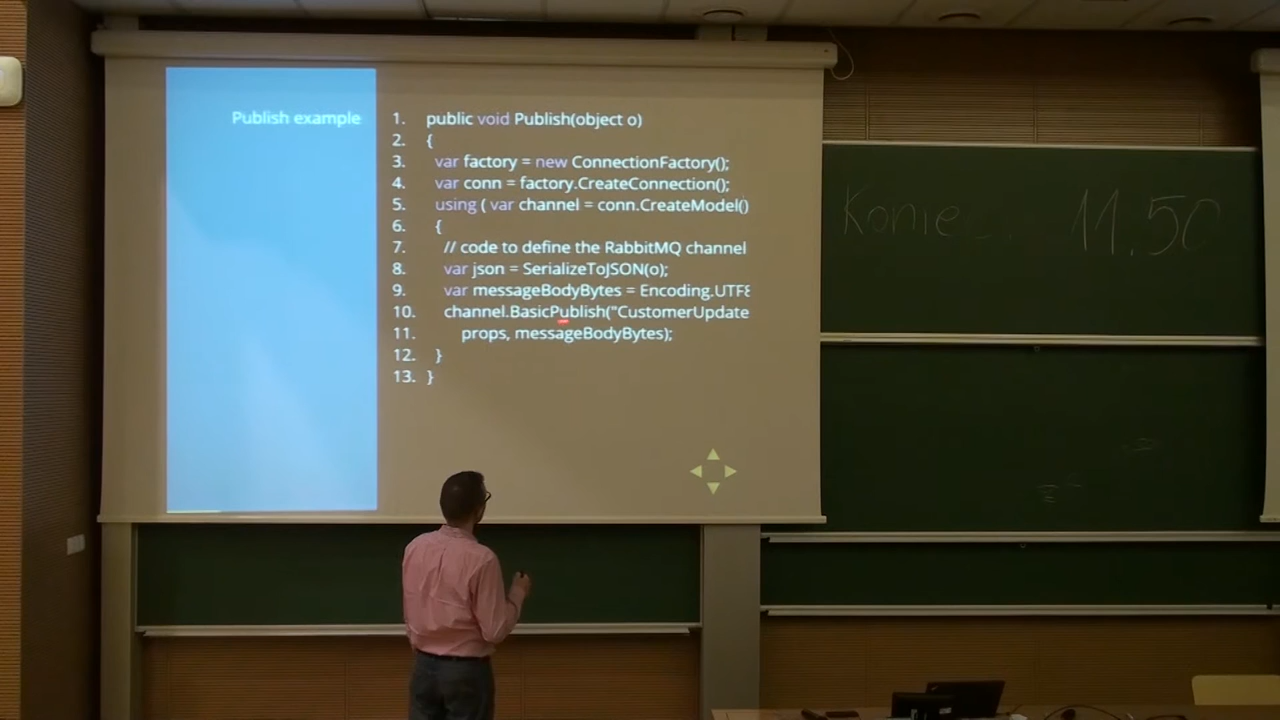 Publish example
1. public void Publish(object o)
2. {
3. var factory = new ConnectionFactory();
4. var conn = factory.CreateConnection();
5. using ( var channel = conn.CreateModel()
6. {
7. // code to define the RabbitMQ channel
8. var json = SerializeToJSON(o);
9. var messageBodyBytes = Encoding.UTF8
10. channel.BasicPublish("CustomerUpdate
11. props, messageBodyBytes);
12. }
13. }
Koniec 11.50